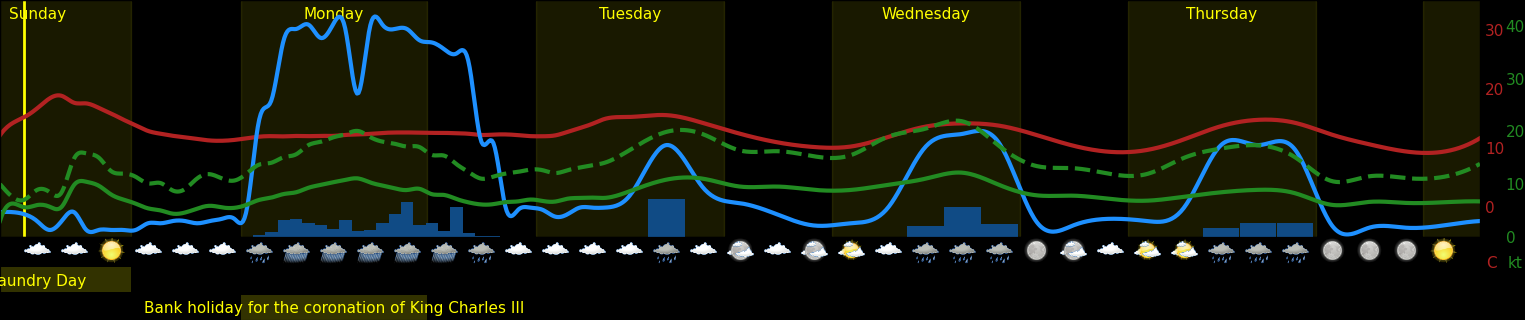 Sunday Monday Tuesday Wednesday Thursday
30 40
30
20
20
10
10
0
0
C kt
aundry Day
Bank holiday for the coronation of King Charles III